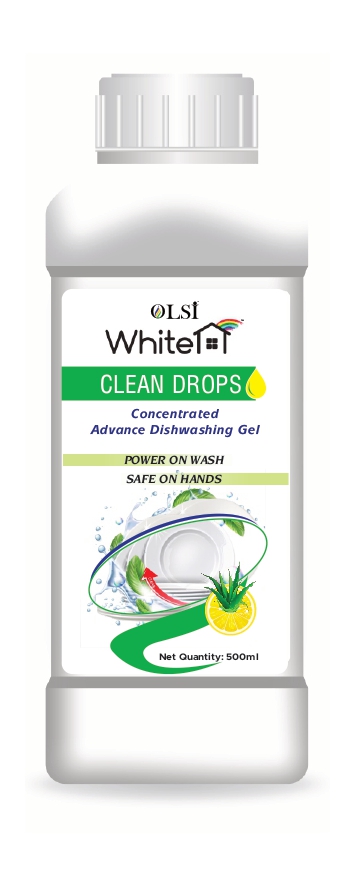 OLSI
White
CLEAN DROPS
Concentrated
Advance Dishwashing Gel
POWER ON WASH
SAFE ON HANDS
Net Quantity: 500ml